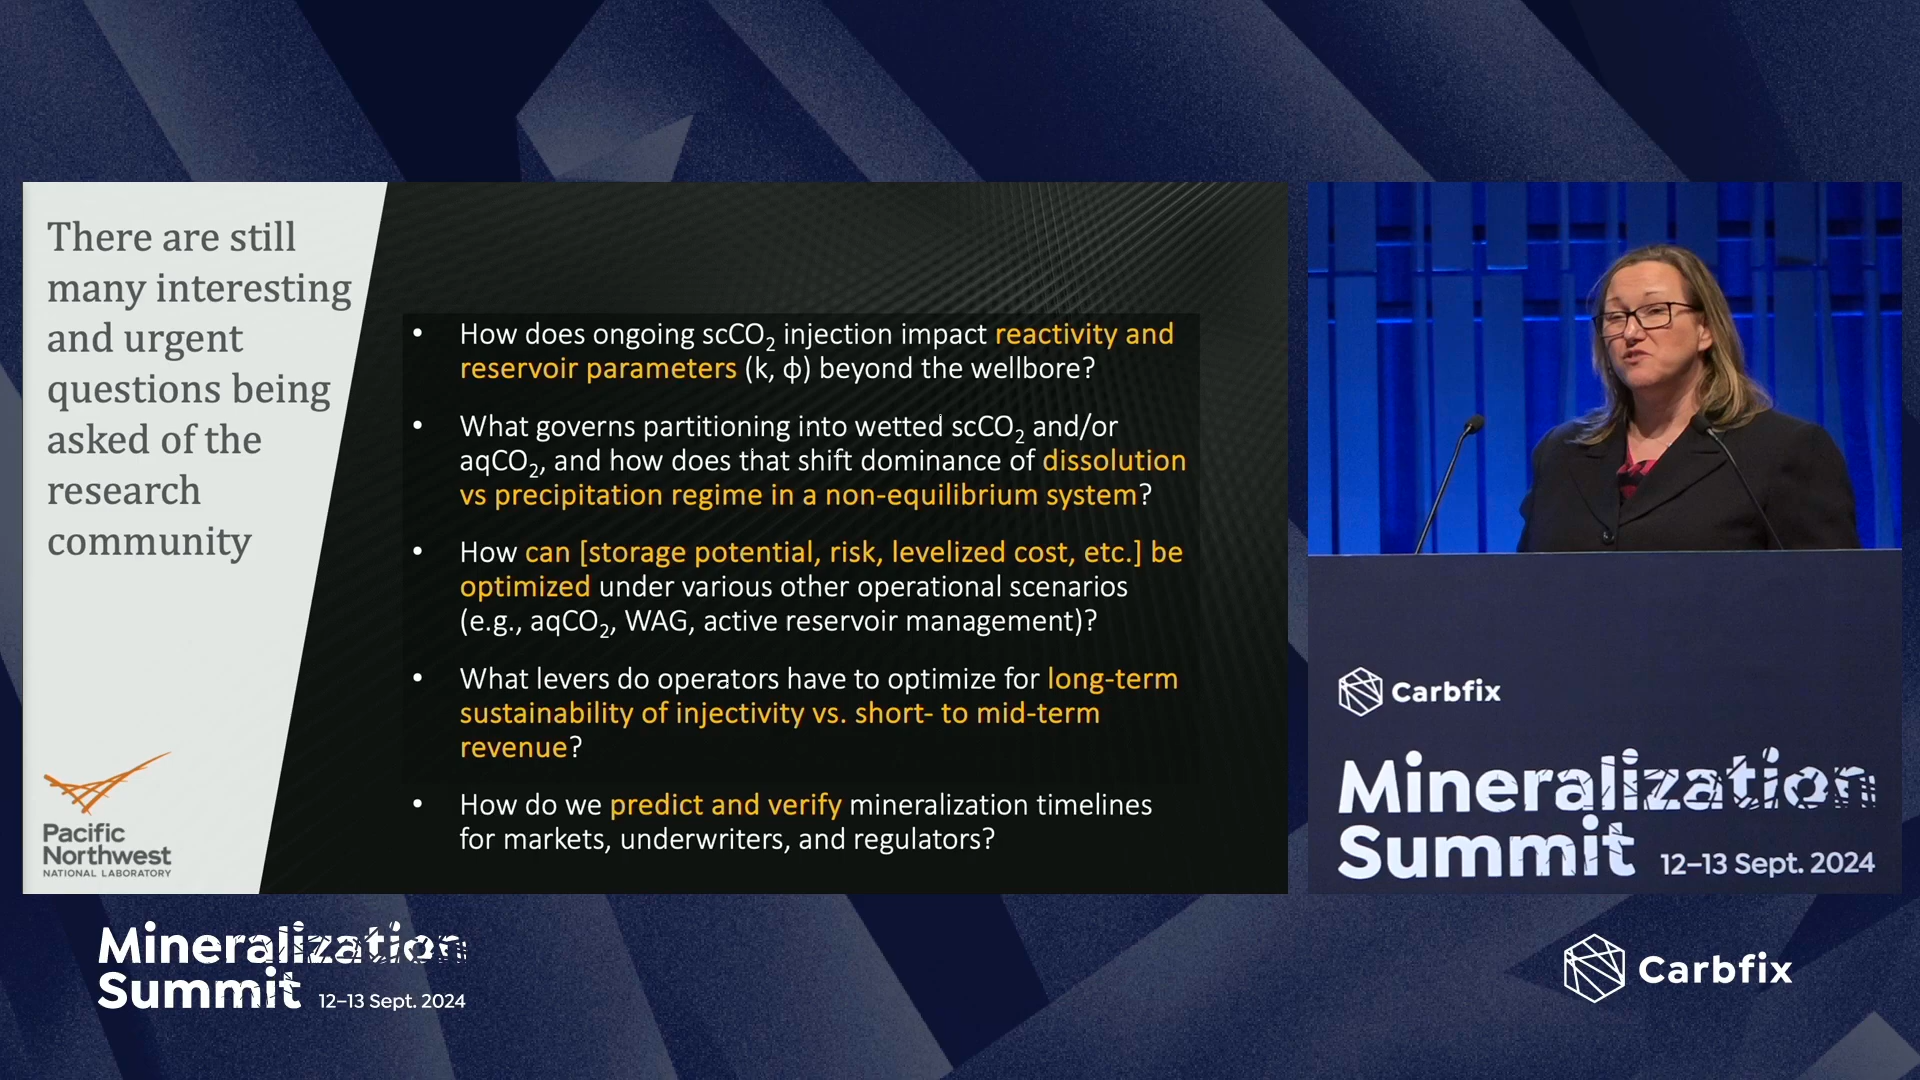 There are still
many interesting
and urgent
questions being
asked of the
research
community
Pacific
Northwest
NATIONAL LABORATORY
• How does ongoing scCO₂ injection impact reactivity and
reservoir parameters (k, ϕ) beyond the wellbore?
• What governs partitioning into wetted scCO₂ and/or
aqCO₂, and how does that shift dominance of dissolution
vs precipitation regime in a non-equilibrium system?
• How can [storage potential, risk, levelized cost, etc.] be
optimized under various other operational scenarios
(e.g., aqCO₂, WAG, active reservoir management)?
• What levers do operators have to optimize for long-term
sustainability of injectivity vs. short- to mid-term
revenue?
• How do we predict and verify mineralization timelines
for markets, underwriters, and regulators?
Carbfix
Mineralization
Summit 12–13 Sept. 2024
Mineralization
Summit 12–13 Sept. 2024
Carbfix